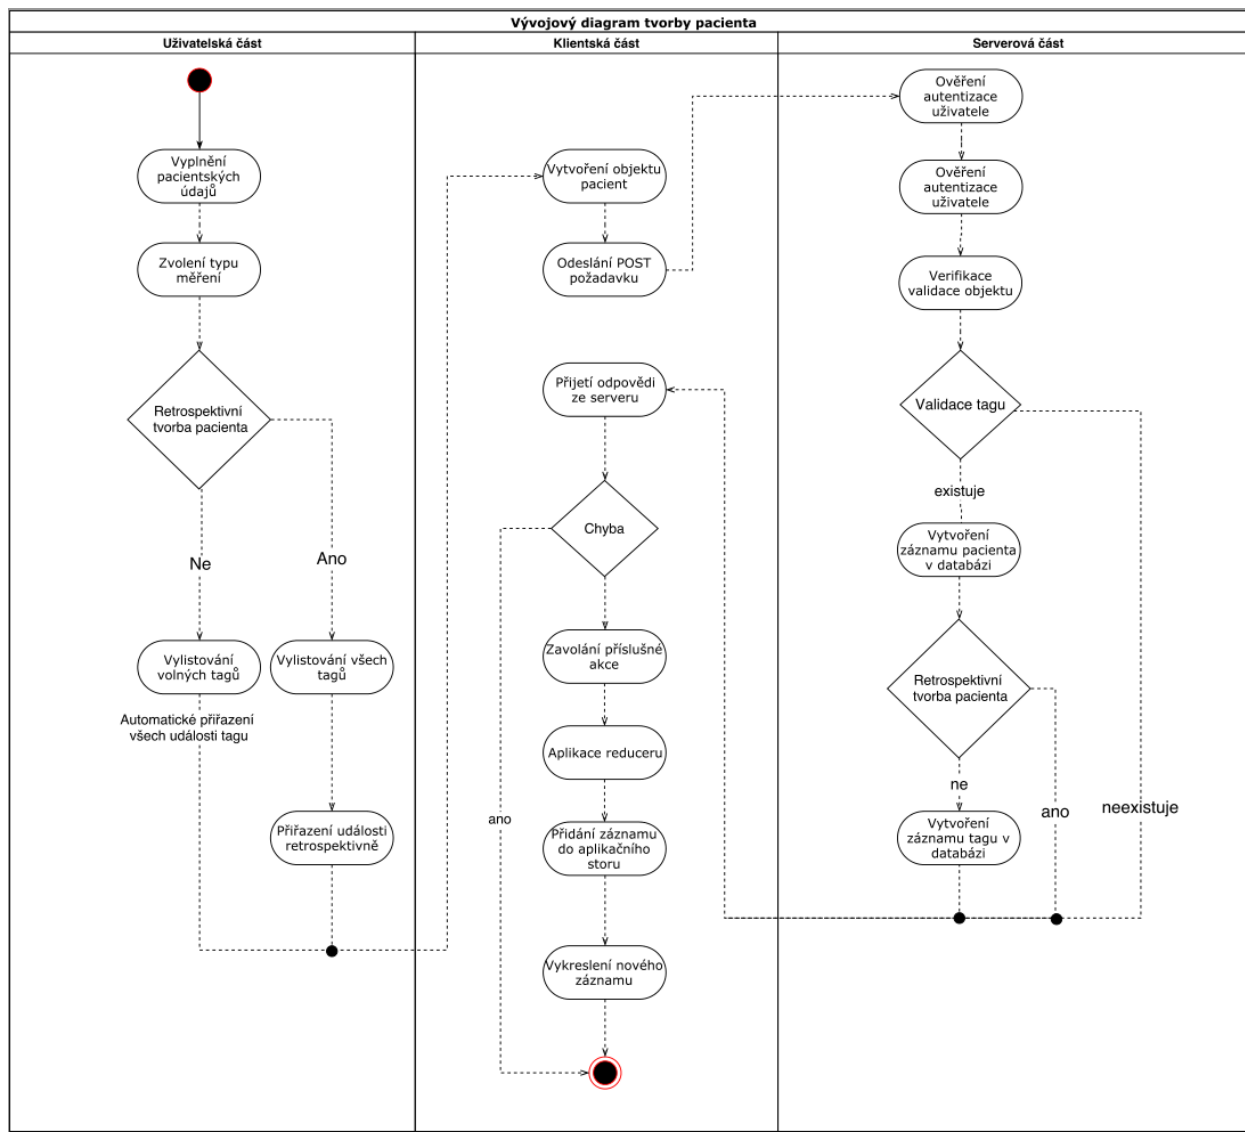 Vývojový diagram tvorby pacienta
Uživatelská část
Klientská část
Serverová část
Vyplnění
pacientských
údajů
Zvolení typu
měření
Retrospektivní
tvorba pacienta
Ne
Ano
Vylistování
volných tagů
Vylistování všech
tagů
Automatické přiřazení
všech události tagu
Přiřazení události
retrospektivně
Vytvoření objektu
pacient
Odeslání POST
požadavku
Přijetí odpovědi
ze serveru
Chyba
ano
Zavolání příslušné
akce
Aplikace reduceru
Přidání záznamu
do aplikačního
storu
Vykreslení nového
záznamu
Ověření
autentizace
uživatele
Ověření
autentizace
uživatele
Verifikace
validace objektu
Validace tagu
existuje
Vytvoření
záznamu pacienta
v databázi
Retrospektivní
tvorba pacienta
ne
ano
neexistuje
Vytvoření
záznamu tagu v
databázi